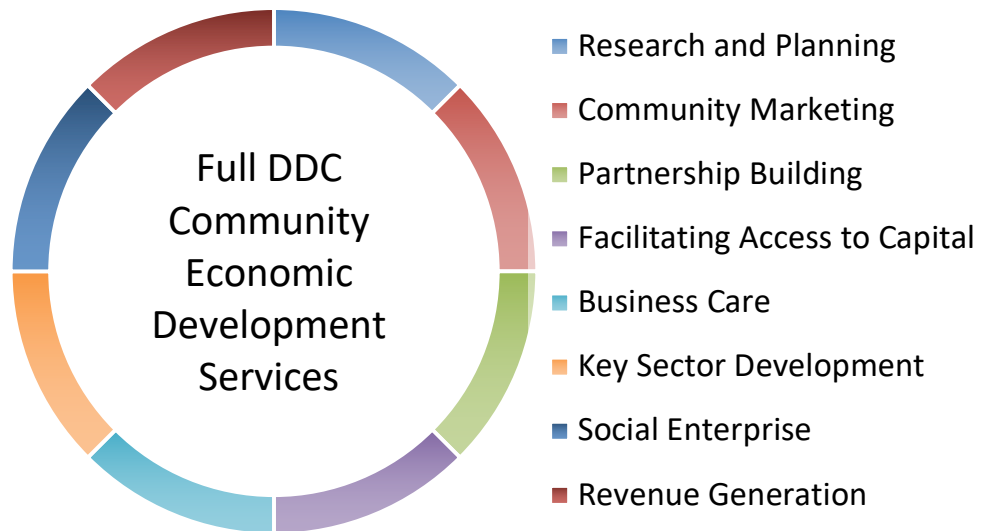 Full DDC
Community
Economic
Development
Services
Research and Planning
Community Marketing
Partnership Building
Facilitating Access to Capital
Business Care
Key Sector Development
Social Enterprise
Revenue Generation